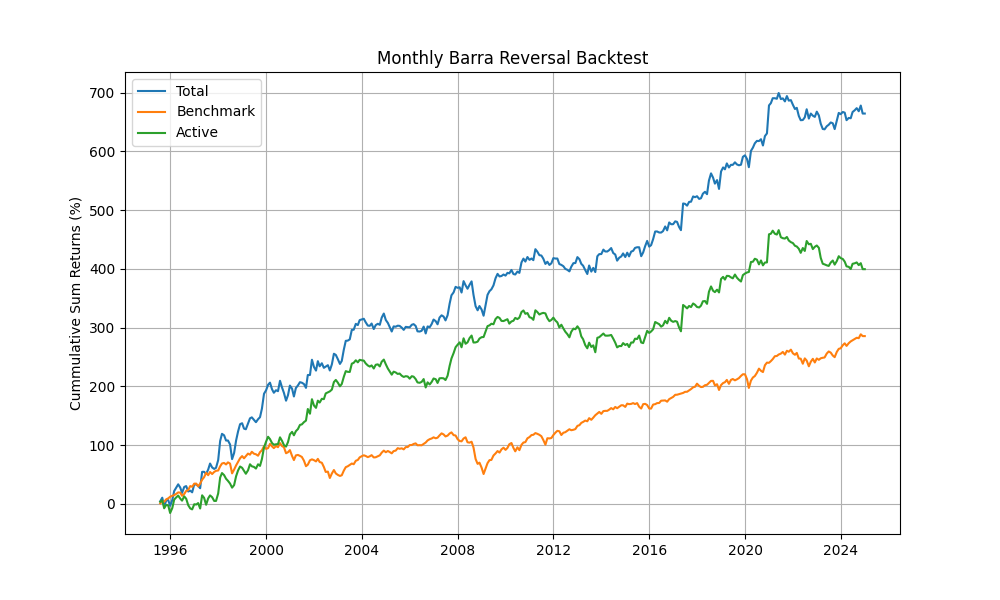 Monthly Barra Reversal Backtest
Total
Benchmark
Active
Cummulative Sum Returns (%)
700
600
500
400
300
200
100
0
1996 2000 2004 2008 2012 2016 2020 2024